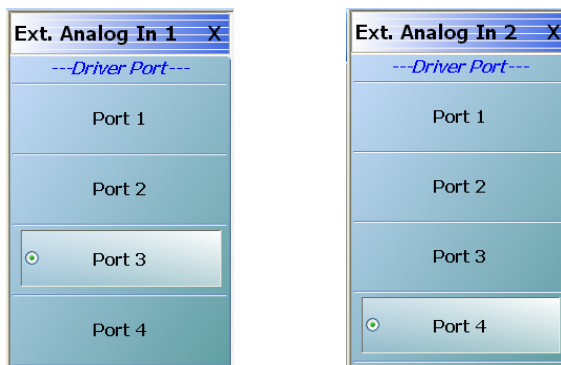 Ext. Analog In 1 X
---Driver Port---
Port 1
Port 2
Port 3
Port 4
Ext. Analog In 2 X
---Driver Port---
Port 1
Port 2
Port 3
Port 4